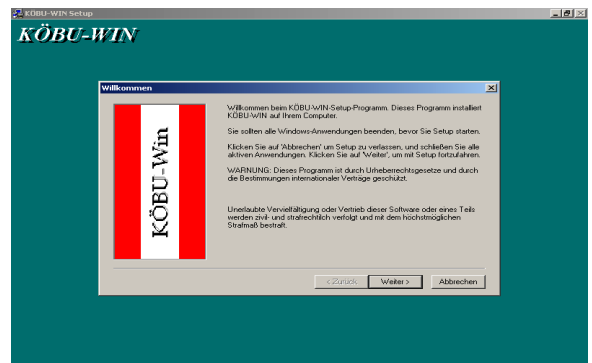 KÖBU-WIN Setup
KÖBU-WIN
Willkommen
KÖBU-Win
Willkommen beim KÖBU-WIN-Setup-Programm. Dieses Programm installiert
KÖBU-WIN auf Ihrem Computer.
Sie sollten alle Windows-Anwendungen beenden, bevor Sie Setup starten.
Klicken Sie auf 'Abbrechen' um Setup zu verlassen, und schließen Sie alle
aktiven Anwendungen. Klicken Sie auf 'Weiter', um mit Setup fortzufahren.
WARNUNG: Dieses Programm ist durch Urheberrechtsgesetze und durch
die Bestimmungen internationaler Verträge geschützt.
Unerlaubte Vervielfältigung oder Vertrieb dieser Software oder eines Teils
werden zivil- und strafrechtlich verfolgt und mit dem höchstmöglichen
Strafmaß bestraft.
< Zurück Weiter > Abbrechen